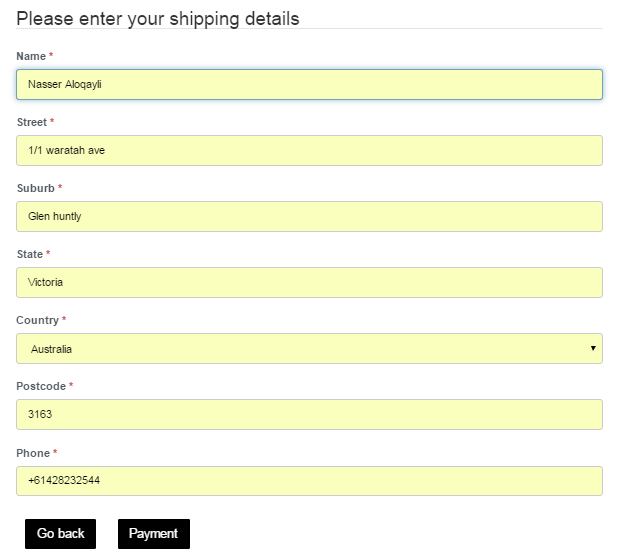 Please enter your shipping details
Name *
Nasser Aloqayli
Street *
1/1 waratah ave
Suburb *
Glen huntly
State *
Victoria
Country *
Australia
Postcode *
3163
Phone *
+61428232544
Go back Payment